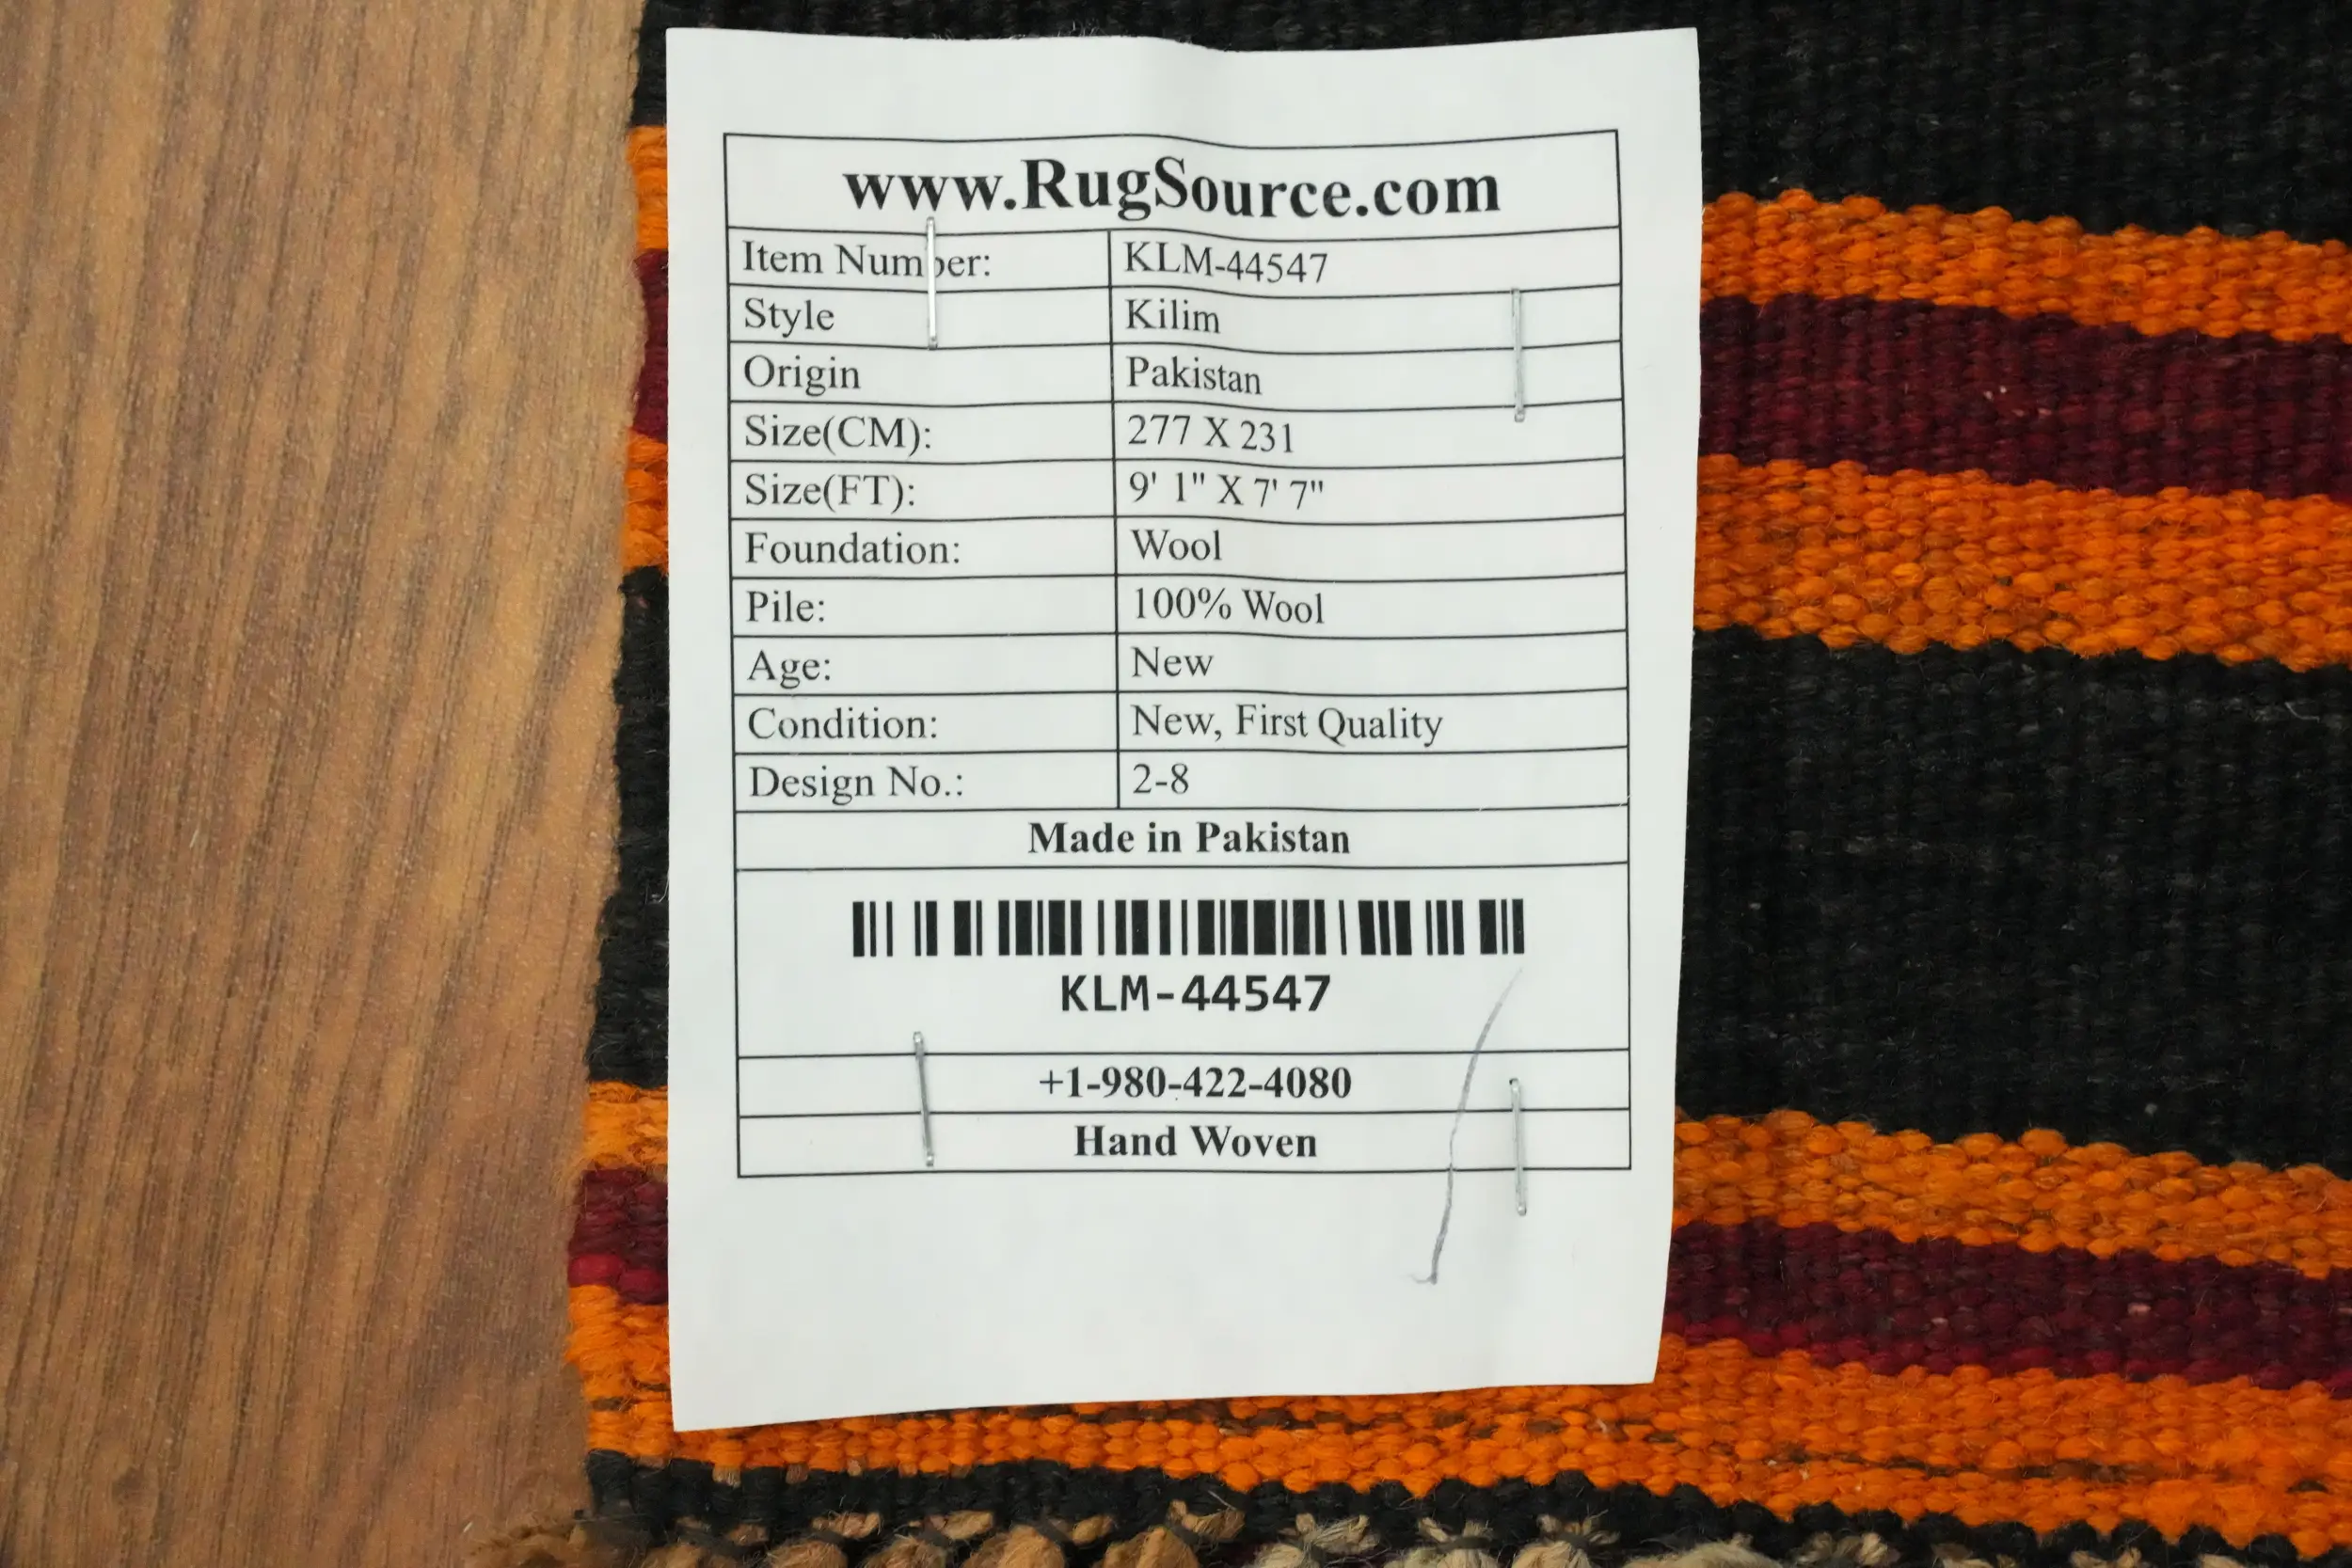 www.RugSource.com
Item Number: KLM-44547
Style Kilim
Origin Pakistan
Size(CM): 277 X 231
Size(FT): 9' 1" X 7' 7"
Foundation: Wool
Pile: 100% Wool
Age: New
Condition: New, First Quality
Design No.: 2-8
Made in Pakistan
KLM-44547
+1-980-422-4080
Hand Woven